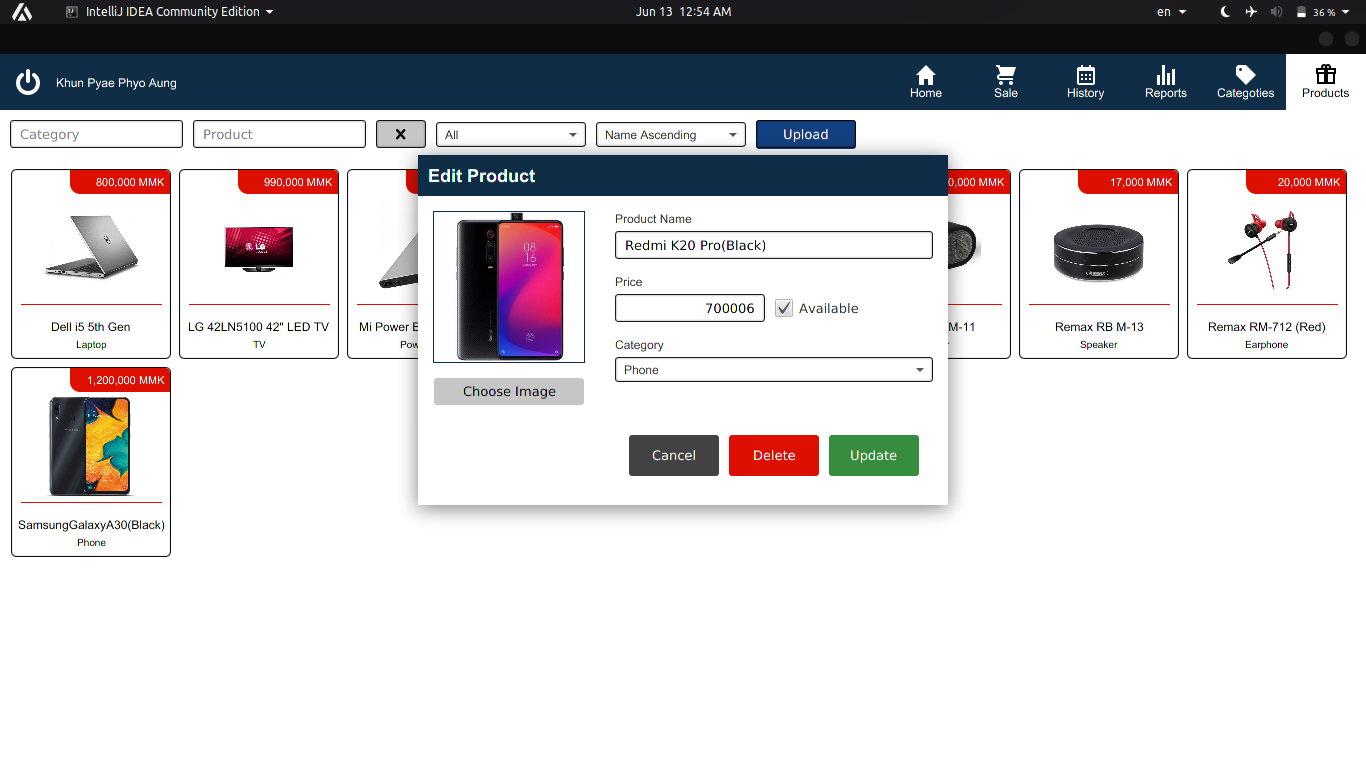 IntelliJ IDEA Community Edition
Jun 13 12:54 AM
en
36 %
Khun Pyae Phyo Aung
Home
Sale
History
Reports
Categoties
Products
Category
Product
x
All
Name Ascending
Upload
800,000 MMK
Dell i5 5th Gen
Laptop
990,000 MMK
LG
LG 42LN5100 42" LED TV
TV
Mi Power B
Pow
0,000 MMK
M-11
17,000 MMK
Remax RB M-13
Speaker
20,000 MMK
Remax RM-712 (Red)
Earphone
1,200,000 MMK
SamsungGalaxyA30(Black)
Phone
Edit Product
08
16
Choose Image
Product Name
Redmi K20 Pro(Black)
Price
700006
Available
Category
Phone
Cancel
Delete
Update